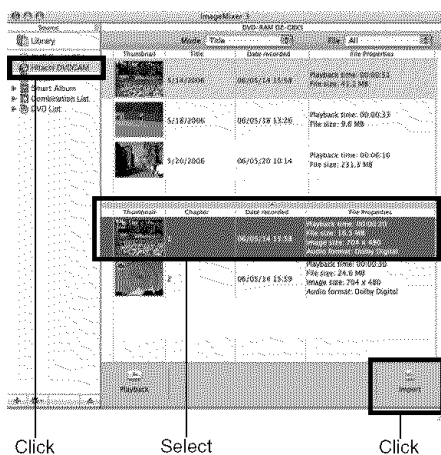 ImageMixer 3
Source
DVD-RAM DZ-GBX5
Library
Mode Title
File All
Hitachi DVDCAM
Smart Album
Combination List
DVD List
Thumbnail Title Date recorded File Properties
5/14/2006 06/05/14 13:58 Playback time: 00:00:51
File size: 41.2 MB
5/18/2006 06/05/18 13:26 Playback time: 00:00:33
File size: 9.0 MB
5/20/2006 06/05/20 10:14 Playback time: 00:06:10
File size: 231.3 MB
Thumbnail Chapter Date recorded File Properties
1 06/05/14 13:58 Playback time: 00:00:20
File size: 16.5 MB
Image size: 704 x 480
Audio format: Dolby Digital
2 06/05/14 13:59 Playback time: 00:00:30
File size: 24.6 MB
Image size: 704 x 480
Audio format: Dolby Digital
Playback
Import
Click
Select
Click